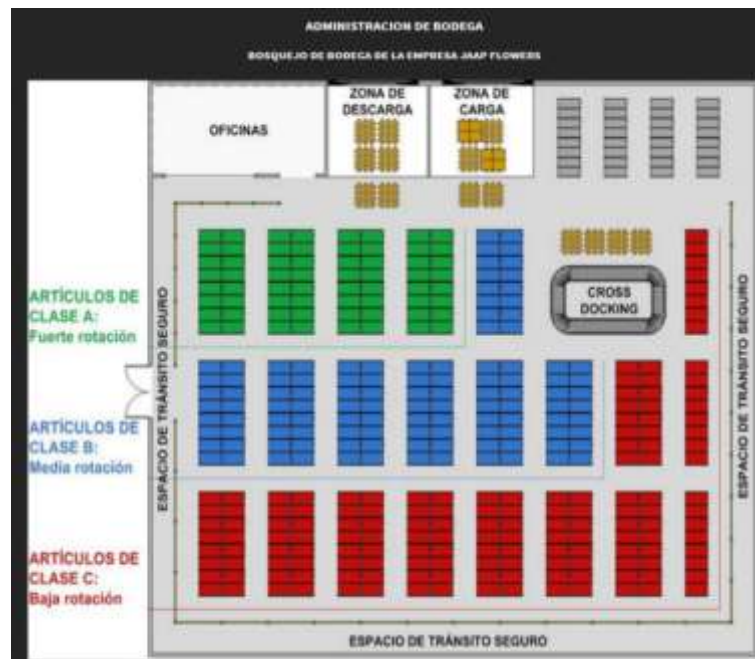 ADMINISTRACION DE BODEGA
BOSQUEJO DE BODEGA DE LA EMPRESA JAAP FLOWERS
OFICINAS
ZONA DE
DESCARGA
ZONA DE
CARGA
CROSS
DOCKING
ARTÍCULOS DE
CLASE A:
Fuerte rotación
ESPACIO DE TRÁNSITO SEGURO
ESPACIO DE TRÁNSITO SEGURO
ARTÍCULOS DE
CLASE B:
Media rotación
ARTÍCULOS DE
CLASE C:
Baja rotación
ESPACIO DE TRÁNSITO SEGURO